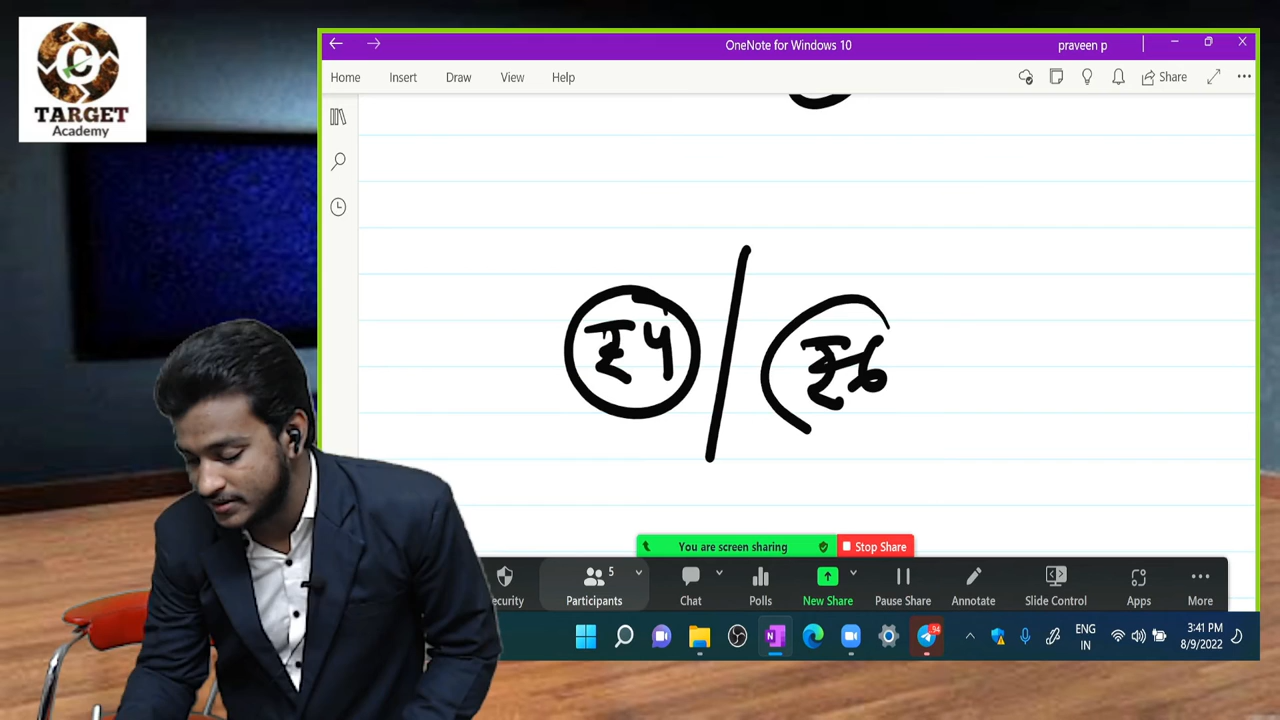 TARGET
Academy
OneNote for Windows 10
praveen p
Home Insert Draw View Help
Share
₹4 / ₹6
You are screen sharing
Stop Share
ecurity
Participants
5
Chat
Polls
New Share
Pause Share
Annotate
Slide Control
Apps
More
94
ENG
IN
3:41 PM
8/9/2022